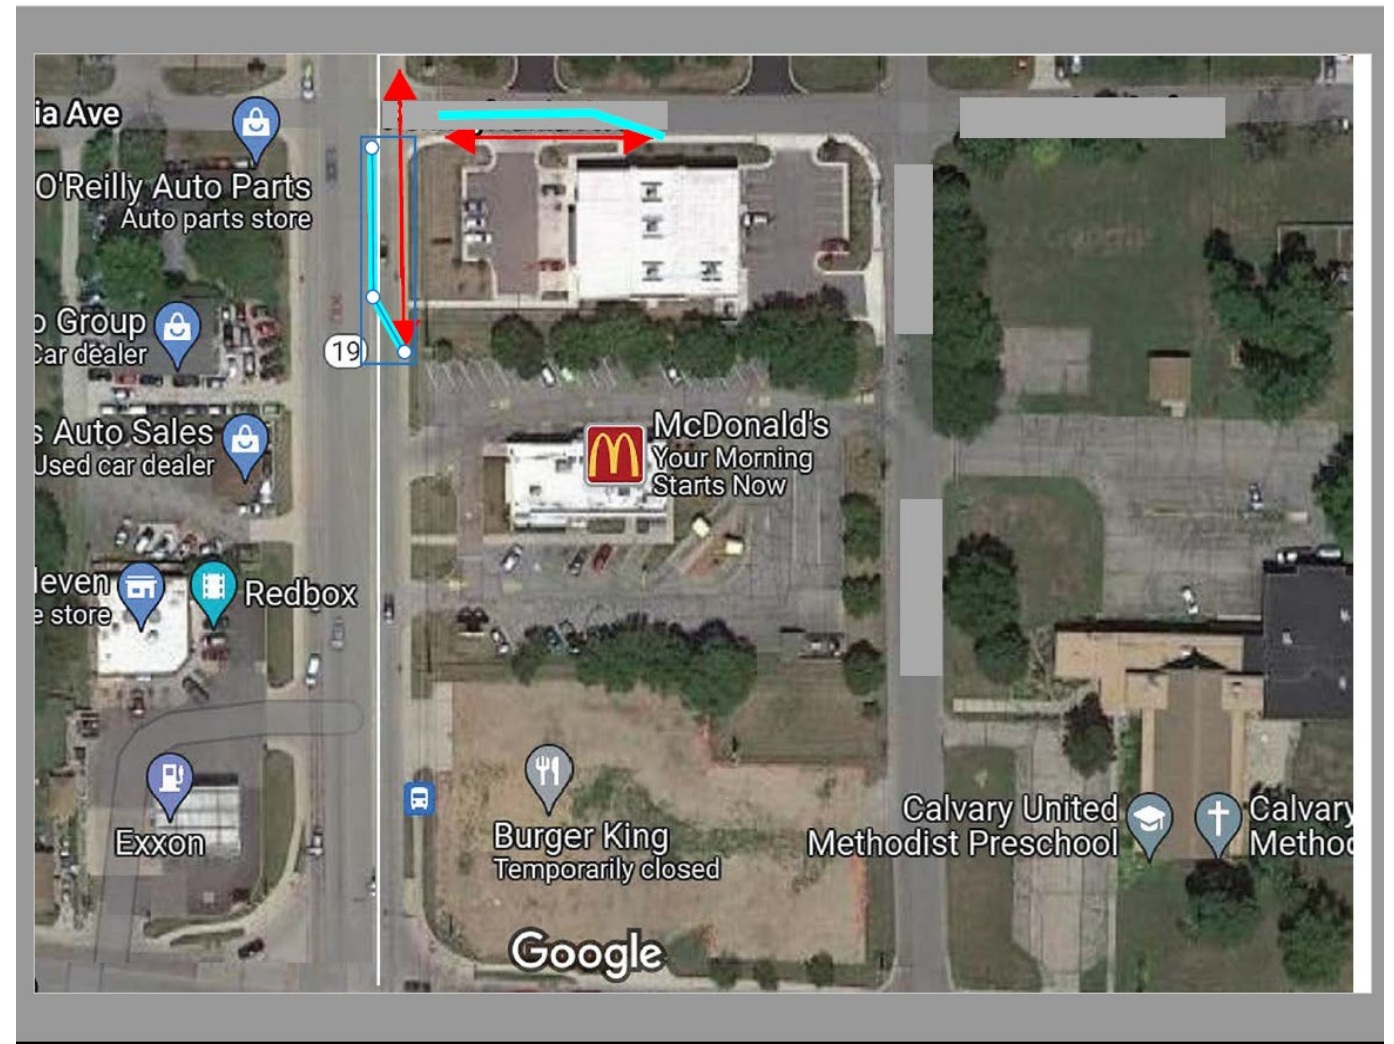 ia Ave
O'Reilly Auto Parts
Auto parts store
o Group
Car dealer
19
s Auto Sales
Used car dealer
McDonald's
Your Morning
Starts Now
leven
e store
Redbox
Exxon
Burger King
Temporarily closed
Calvary United
Methodist Preschool
Calvary
Method
Google